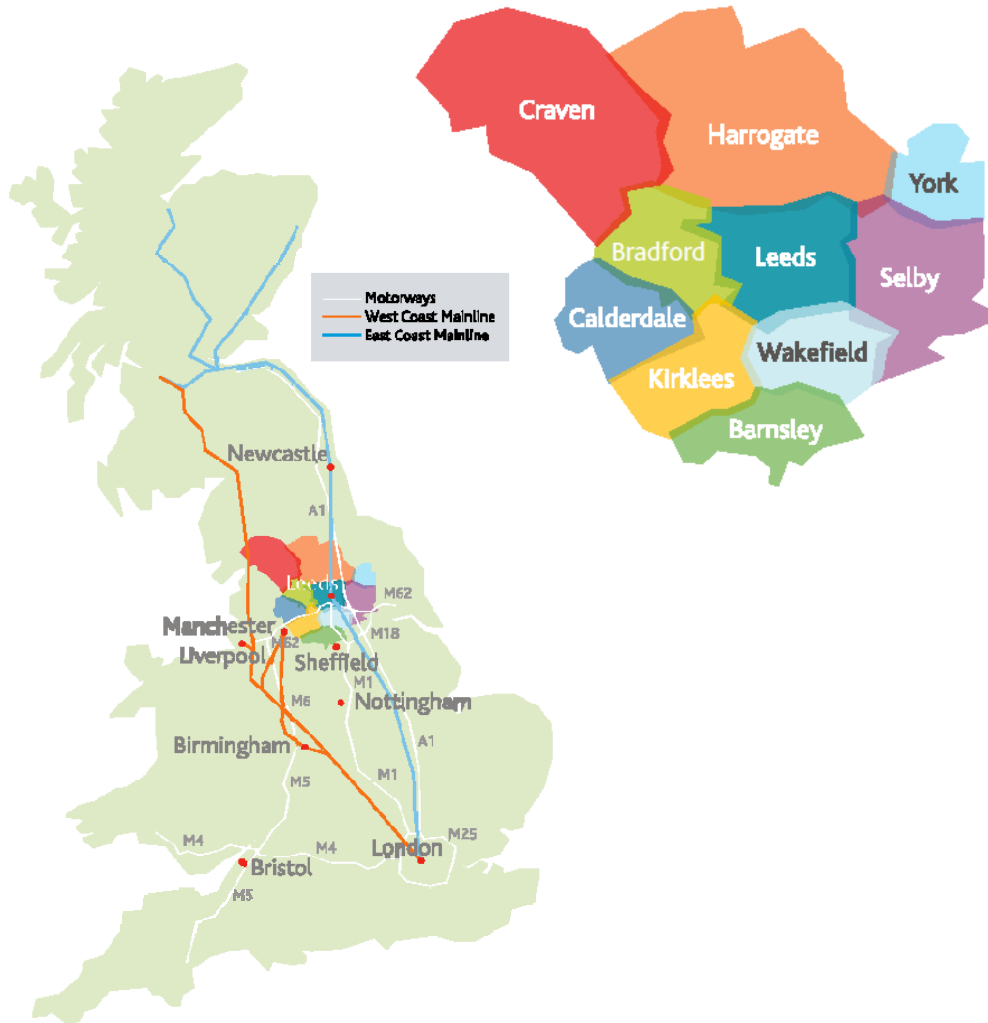 Craven
Harrogate
York
Bradford
Leeds
Selby
Calderdale
Wakefield
Kirklees
Barnsley
Motorways
West Coast Mainline
East Coast Mainline
Newcastle
A1
Leeds
M62
Manchester
M18
M62
Liverpool
Sheffield
M1
M6
Nottingham
Birmingham
A1
M5
M1
M25
M4
M4
London
Bristol
M5